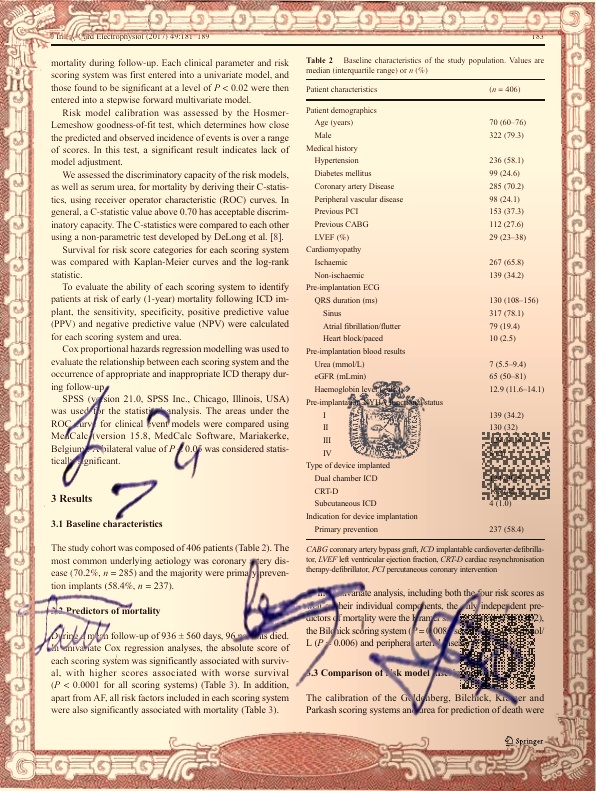 Electrophysiol (2017) 49:181–189
185
mortality during follow-up. Each clinical parameter and risk
scoring system was first entered into a univariate model, and
those found to be significant at a level of P < 0.02 were then
entered into a stepwise forward multivariate model.
Risk model calibration was assessed by the Hosmer-
Lemeshow goodness-of-fit test, which determines how close
the predicted and observed incidence of events is over a range
of scores. In this test, a significant result indicates lack of
model adjustment.
We assessed the discriminatory capacity of the risk models,
as well as serum urea, for mortality by deriving their C-statis-
tics, using receiver operator characteristic (ROC) curves. In
general, a C-statistic value above 0.70 has acceptable discrim-
inatory capacity. The C-statistics were compared to each other
using a non-parametric test developed by DeLong et al. [8].
Survival for risk score categories for each scoring system
was compared with Kaplan-Meier curves and the log-rank
statistic.
To evaluate the ability of each scoring system to identify
patients at risk of early (1-year) mortality following ICD im-
plant, the sensitivity, specificity, positive predictive value
(PPV) and negative predictive value (NPV) were calculated
for each scoring system and urea.
Cox proportional hazards regression modelling was used to
evaluate the relationship between each scoring system and the
occurrence of appropriate and inappropriate ICD therapy dur-
ing follow-up.
SPSS (version 21.0, SPSS Inc., Chicago, Illinois, USA)
was used for the statistical analysis. The areas under the
ROC curve for clinical event models were compared using
MedCalc (version 15.8, MedCalc Software, Mariakerke,
Belgium). A bilateral value of P < 0.05 was considered statis-
tically significant.
3 Results
3.1 Baseline characteristics
The study cohort was composed of 406 patients (Table 2). The
most common underlying aetiology was coronary artery dis-
ease (70.2%, n = 285) and the majority were primary preven-
tion implants (58.4%, n = 237).
3.2 Predictors of mortality
During a mean follow-up of 936 ± 560 days, 96 patients died.
In univariate Cox regression analyses, the absolute score of
each scoring system was significantly associated with surviv-
al, with higher scores associated with worse survival
(P < 0.0001 for all scoring systems) (Table 3). In addition,
apart from AF, all risk factors included in each scoring system
were also significantly associated with mortality (Table 3).
Table 2 Baseline characteristics of the study population. Values are
median (interquartile range) or n (%)
Patient characteristics (n = 406)
Patient demographics
Age (years) 70 (60–76)
Male 322 (79.3)
Medical history
Hypertension 236 (58.1)
Diabetes mellitus 99 (24.6)
Coronary artery Disease 285 (70.2)
Peripheral vascular disease 98 (24.1)
Previous PCI 153 (37.3)
Previous CABG 112 (27.6)
LVEF (%) 29 (23–38)
Cardiomyopathy
Ischaemic 267 (65.8)
Non-ischaemic 139 (34.2)
Pre-implantation ECG
QRS duration (ms) 130 (108–156)
Sinus 317 (78.1)
Atrial fibrillation/flutter 79 (19.4)
Heart block/paced 10 (2.5)
Pre-implantation blood results
Urea (mmol/L) 7 (5.5–9.4)
eGFR (mLmin) 65 (50–81)
Haemoglobin level 12.9 (11.6–14.1)
Pre-implantation NYHA functional status
I 139 (34.2)
II 130 (32)
III
IV
Type of device implanted
Dual chamber ICD
CRT-D
Subcutaneous ICD 4 (1.0)
Indication for device implantation
Primary prevention 237 (58.4)
CABG coronary artery bypass graft, ICD implantable cardioverter-defibrilla-
tor, LVEF left ventricular ejection fraction, CRT-D cardiac resynchronisation
therapy-defibrillator, PCI percutaneous coronary intervention
multivariate analysis, including both the four risk scores as
their individual components, the only independent pre-
dictors of mortality were the Kramer
the Bilchick scoring system (P = 0.008)
L (P = 0.006) and peripheral arterial
3.3 Comparison of risk model
The calibration of the Goldenberg, Bilchick, Kramer and
Parkash scoring systems and urea for prediction of death were
Springer